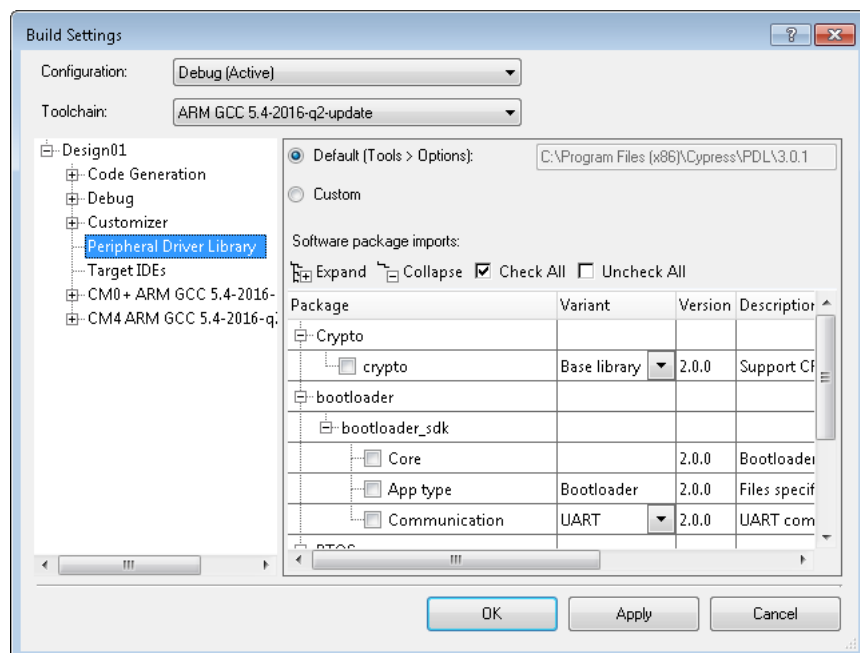 Build Settings
Configuration: Debug (Active)
Toolchain: ARM GCC 5.4-2016-q2-update
Design01
Code Generation
Debug
Customizer
Peripheral Driver Library
Target IDEs
CM0+ ARM GCC 5.4-2016-
CM4 ARM GCC 5.4-2016-q
Default (Tools > Options): C:\Program Files (x86)\Cypress\PDL\3.0.1
Custom
Software package imports:
Expand Collapse Check All Uncheck All
Package Variant Version Description
Crypto
crypto Base library 2.0.0 Support
bootloader
bootloader_sdk
Core 2.0.0 Bootloader
App type Bootloader 2.0.0 Files specif
Communication UART 2.0.0 UART com
RTOS
OK Apply Cancel